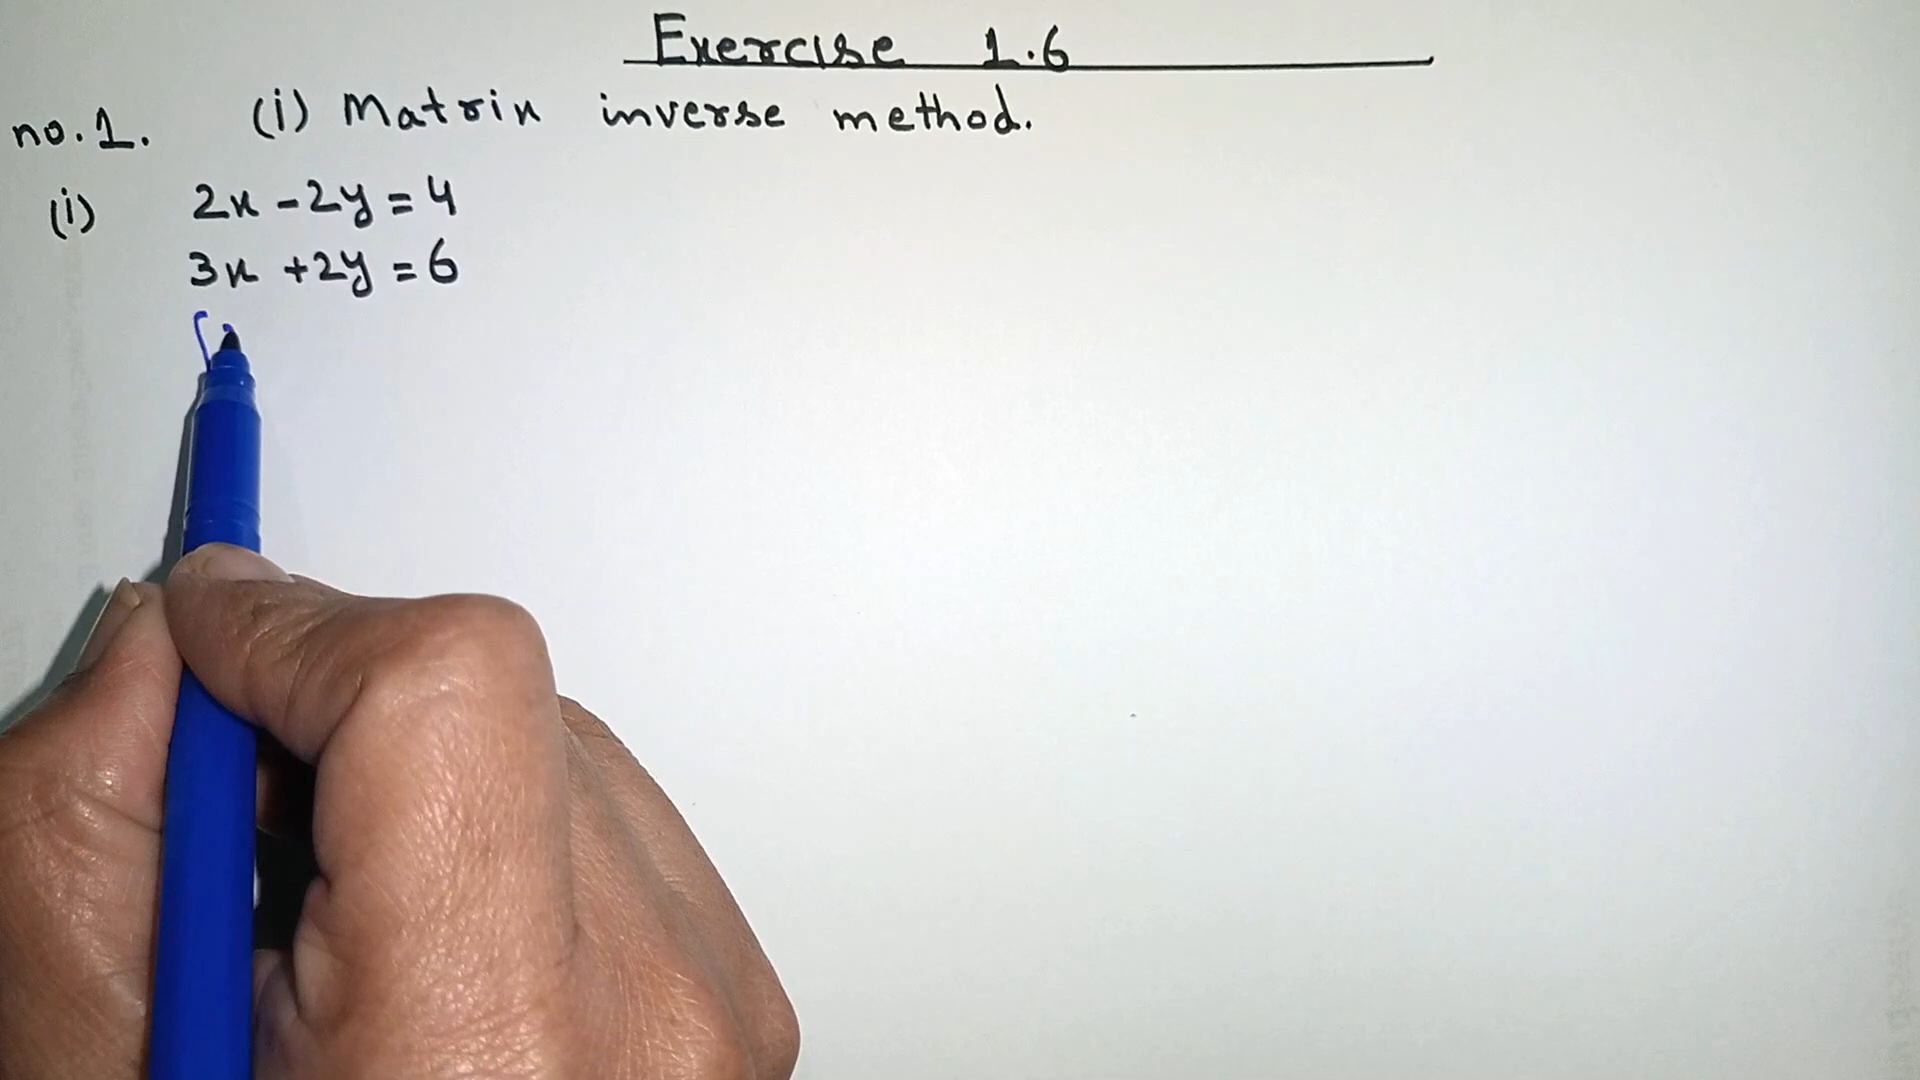 Exercise 1.6
no.1. (i) Matrix inverse method.
(i) 2x - 2y = 4
3x + 2y = 6
[